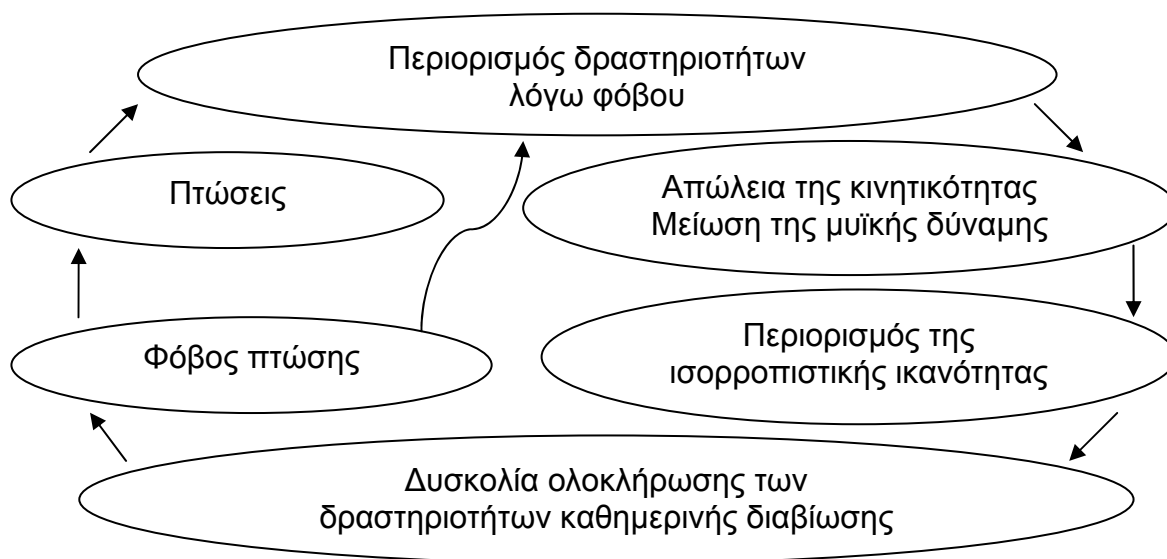 Περιορισμός δραστηριοτήτων
λόγω φόβου
Πτώσεις
Απώλεια της κινητικότητας
Μείωση της μυϊκής δύναμης
Φόβος πτώσης
Περιορισμός της
ισορροπιστικής ικανότητας
Δυσκολία ολοκλήρωσης των
δραστηριοτήτων καθημερινής διαβίωσης